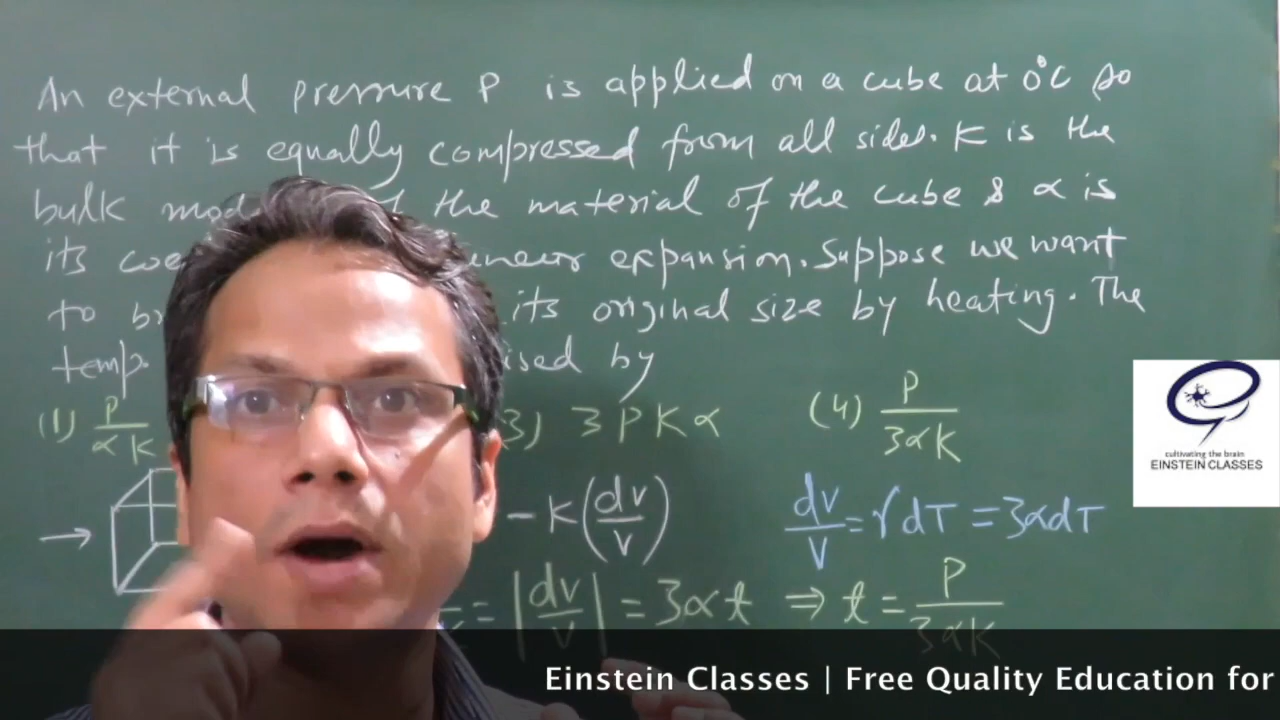 An external pressure P is applied on a cube at 0°C so
that it is equally compressed from all sides. K is the
bulk the material of the cube & α is
its expansion. Suppose we want
to its original size by heating. The
temp. by
(1) P/αK 3) 3PKα (4) P/3αK
- K(dv/v) dv/v = γdT = 3αdT
= |dv/v| = 3αt ⇒ t = P/3αK
cultivating the brain
EINSTEIN CLASSES
Einstein Classes | Free Quality Education for